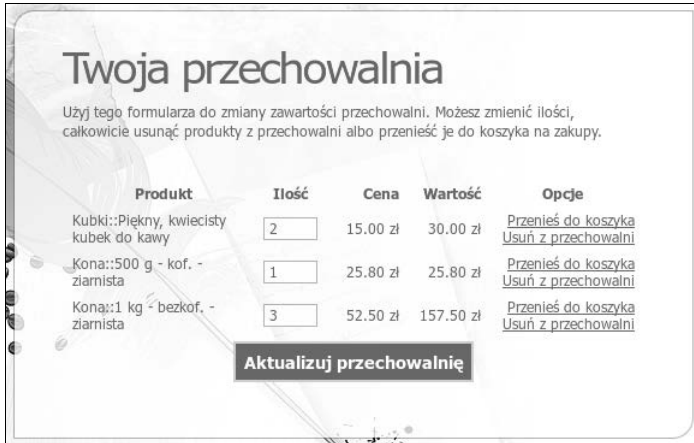 Twoja przechowalnia
Użyj tego formularza do zmiany zawartości przechowalni. Możesz zmienić ilości,
całkowicie usunąć produkty z przechowalni albo przenieść je do koszyka na zakupy.
Produkt Ilość Cena Wartość Opcje
Kubki::Piękny, kwiecisty
kubek do kawy
2 15.00 zł 30.00 zł
Przenieś do koszyka
Usuń z przechowalni
Kona::500 g - kof. -
ziarnista
1 25.80 zł 25.80 zł
Przenieś do koszyka
Usuń z przechowalni
Kona::1 kg - bezkof. -
ziarnista
3 52.50 zł 157.50 zł
Przenieś do koszyka
Usuń z przechowalni
Aktualizuj przechowalnię